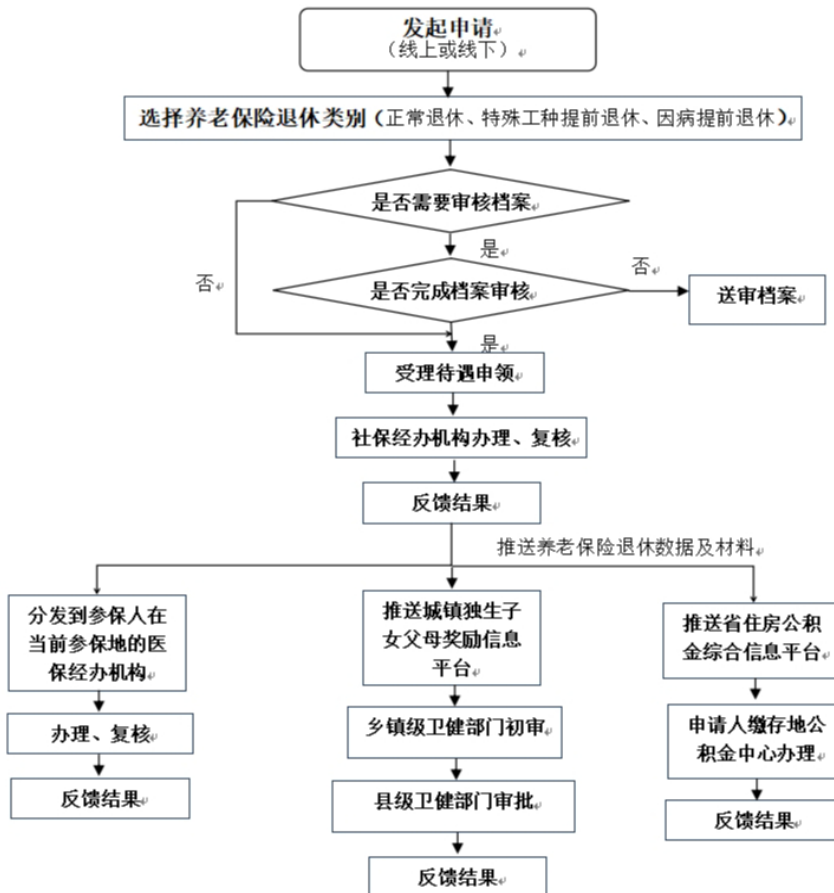 发起申请
（线上或线下）
选择养老保险退休类别（正常退休、特殊工种提前退休、因病提前退休）
是否需要审核档案
是
否
是否完成档案审核
否
送审档案
是
受理待遇申领
社保经办机构办理、复核
反馈结果
推送养老保险退休数据及材料
分发到参保人在
当前参保地的医
保经办机构
办理、复核
反馈结果
推送城镇独生子
女父母奖励信息
平台
乡镇级卫健部门初审
县级卫健部门审批
反馈结果
推送省住房公积
金综合信息平台
申请人缴存地公
积金中心办理
反馈结果